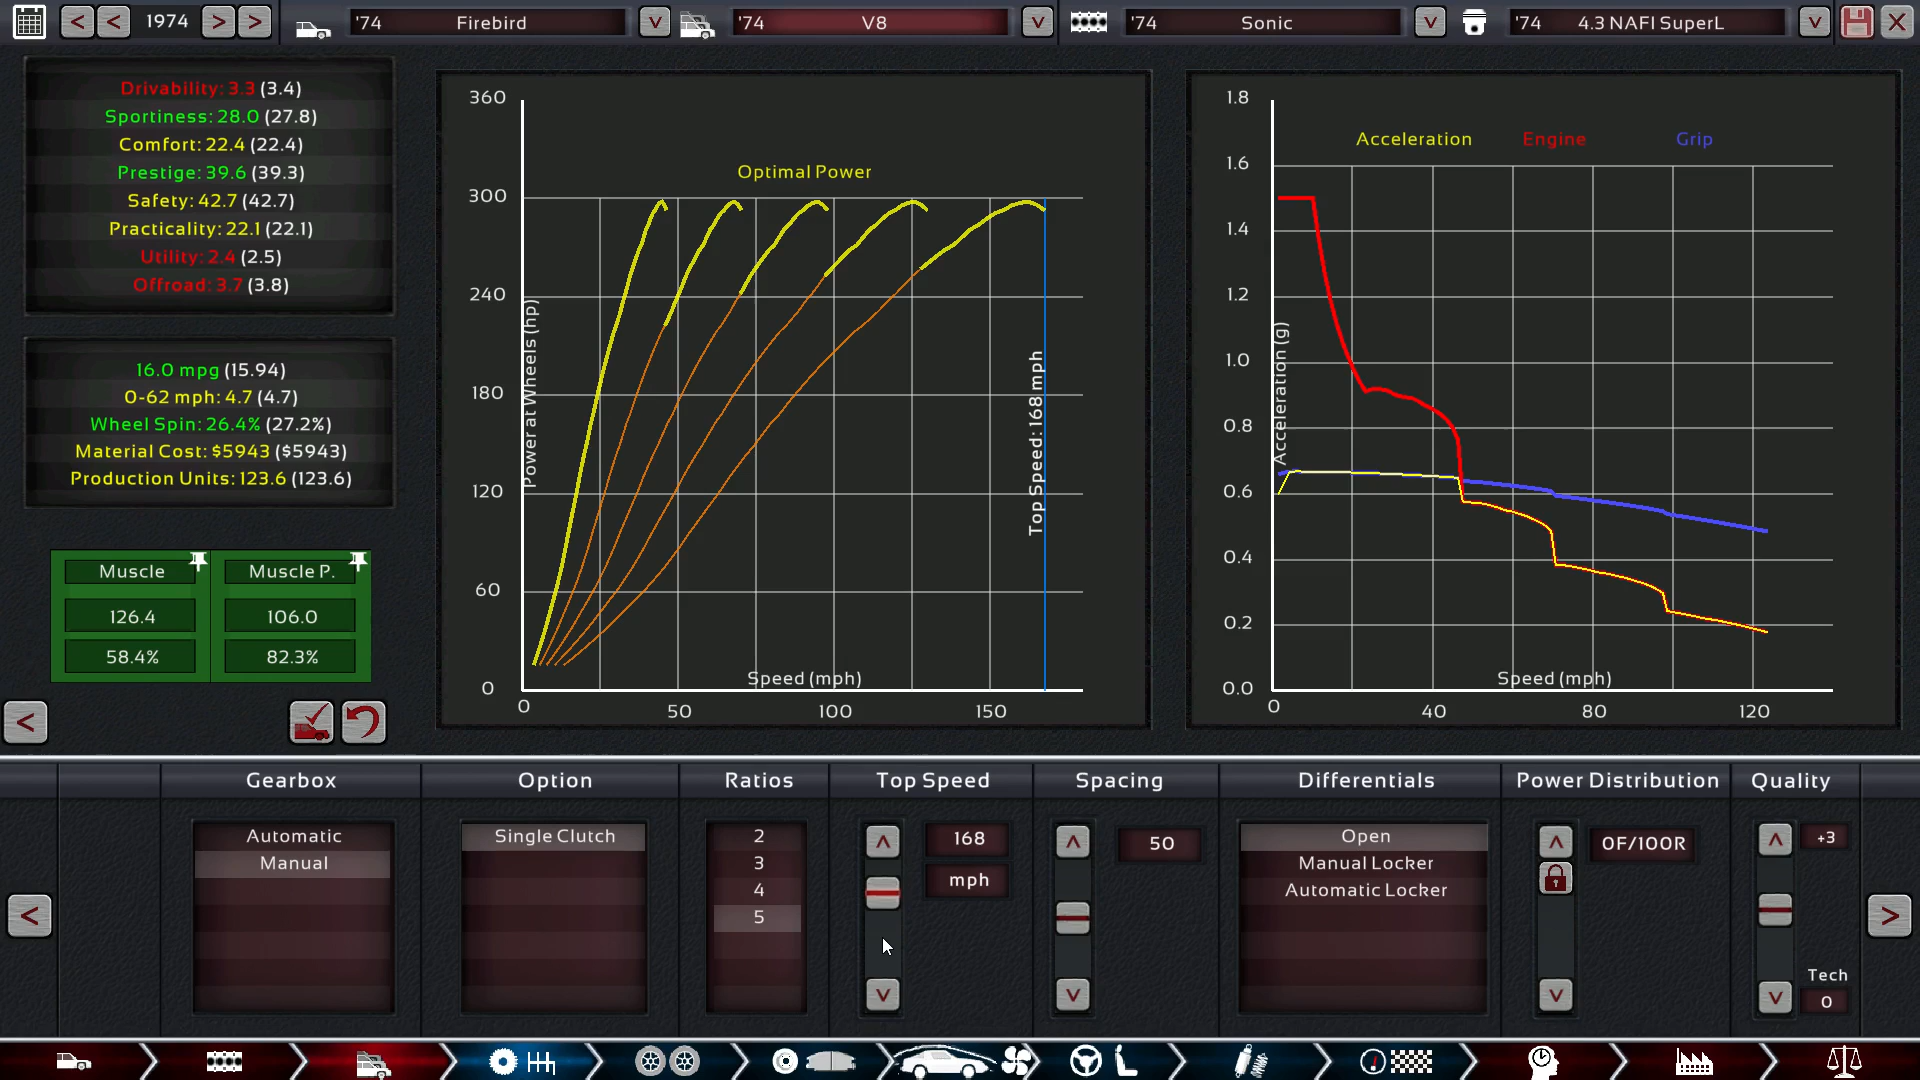 1974
'74 Firebird
'74 V8
'74 Sonic
'74 4.3 NAFI SuperL
Drivability: 3.3 (3.4)
Sportiness: 28.0 (27.8)
Comfort: 22.4 (22.4)
Prestige: 39.6 (39.3)
Safety: 42.7 (42.7)
Practicality: 22.1 (22.1)
Utility: 2.4 (2.5)
Offroad: 3.7 (3.8)
16.0 mpg (15.94)
0-62 mph: 4.7 (4.7)
Wheel Spin: 26.4% (27.2%)
Material Cost: $5943 ($5943)
Production Units: 123.6 (123.6)
Muscle
126.4
58.4%
Muscle P.
106.0
82.3%
360
300
240
180
120
60
0
Optimal Power
Power at Wheels (hp)
Top Speed: 168mph
Speed (mph)
0
50
100
150
1.8
1.6
1.4
1.2
1.0
0.8
0.6
0.4
0.2
0.0
Acceleration
Engine
Grip
Acceleration (g)
Speed (mph)
0
40
80
120
Gearbox
Automatic
Manual
Option
Single Clutch
Ratios
2
3
4
5
Top Speed
168
mph
Spacing
50
Differentials
Open
Manual Locker
Automatic Locker
Power Distribution
0F/100R
Quality
+3
Tech
0